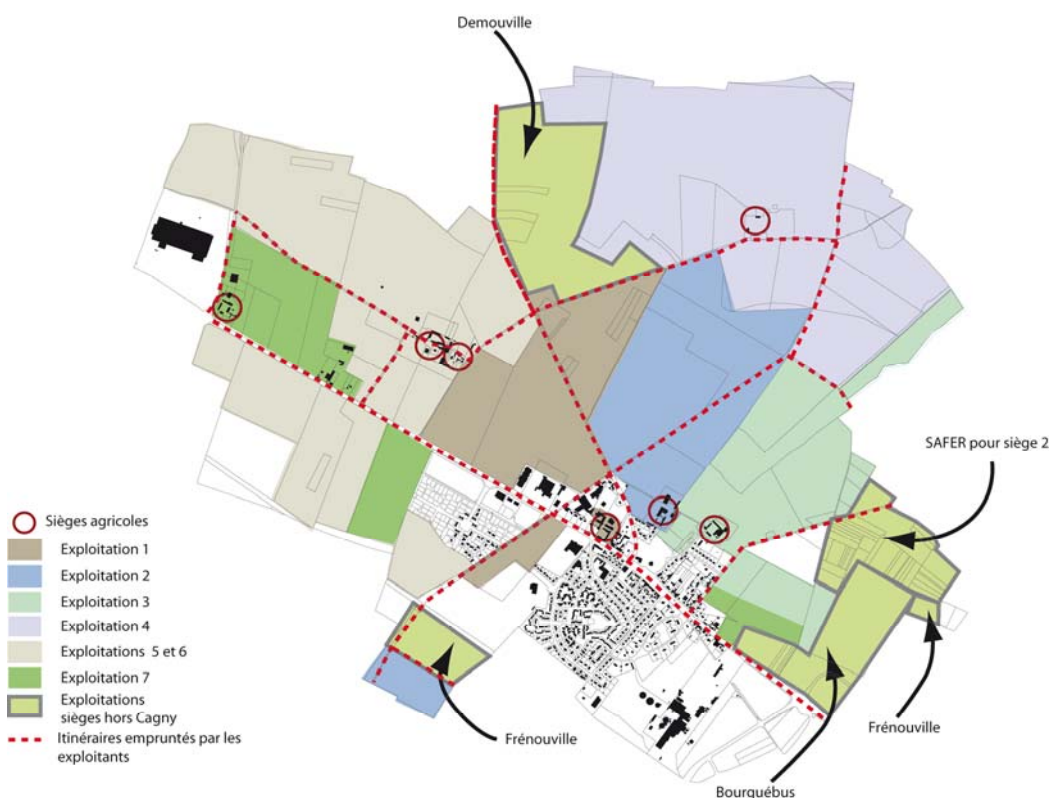 Demouville
SAFER pour siège 2
Sièges agricoles
Exploitation 1
Exploitation 2
Exploitation 3
Exploitation 4
Exploitations 5 et 6
Exploitation 7
Exploitations
sièges hors Cagny
Itinéraires empruntés par les
exploitants
Frénouville
Frénouville
Bourguébus